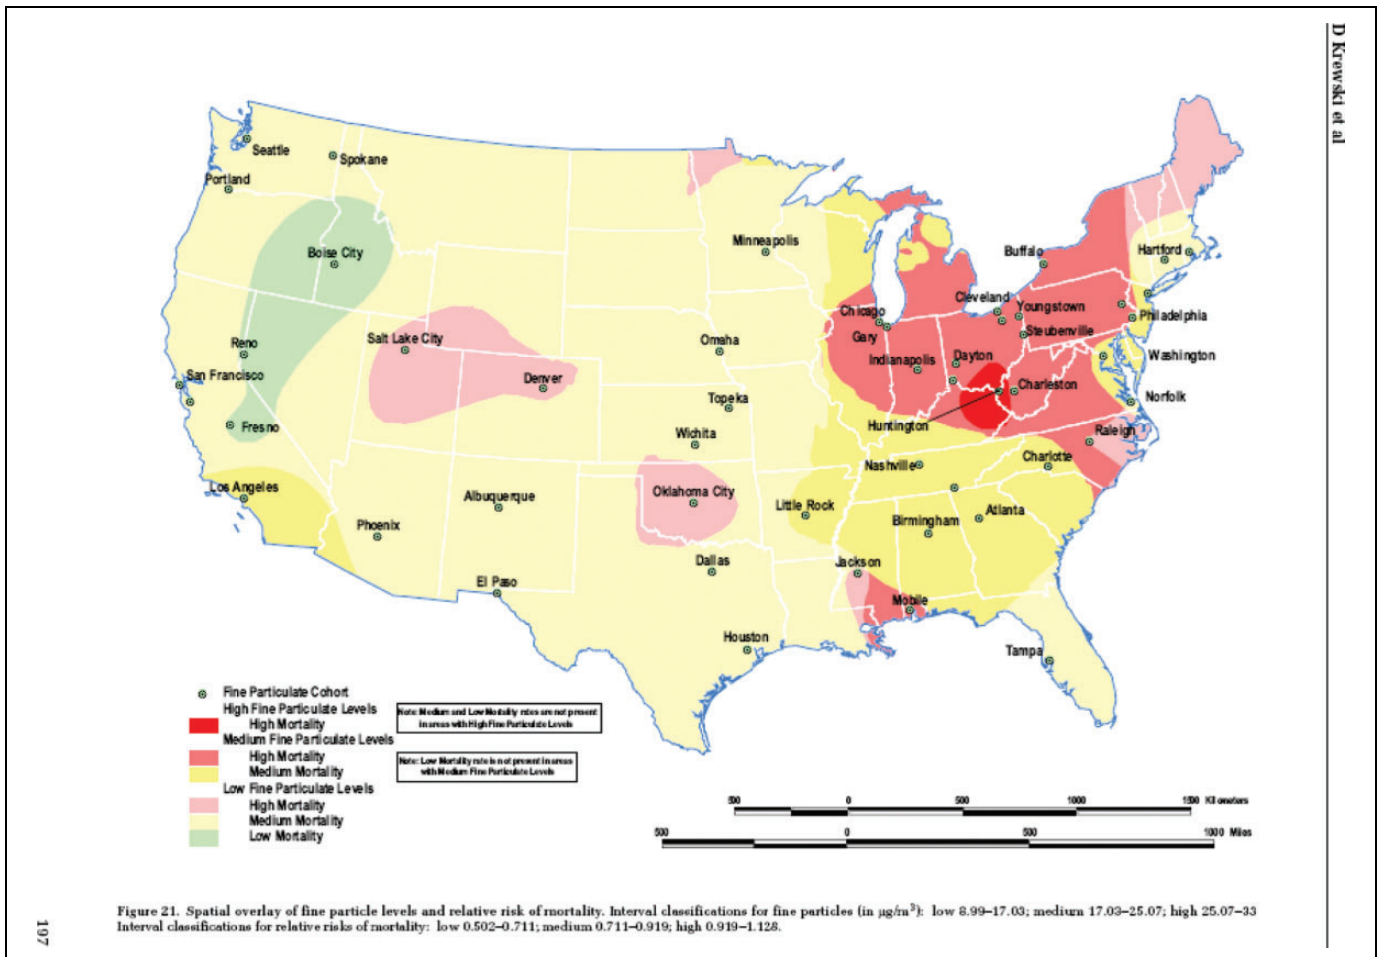 D Krewski et al
Seattle
Spokane
Portland
Boise City
Minneapolis
Buffalo
Hartford
Cleveland
Youngstown
Chicago
Philadelphia
Steubenville
Gary
Reno
Salt Lake City
Omaha
Indianapolis
Dayton
Washington
San Francisco
Denver
Charleston
Topeka
Norfolk
Fresno
Huntington
Wichita
Raleigh
Nashville
Charlotte
Los Angeles
Albuquerque
Oklahoma City
Little Rock
Phoenix
Birmingham
Atlanta
Dallas
Jackson
El Paso
Mobile
Houston
Tampa
Fine Particulate Cohort
High Fine Particulate Levels
High Mortality
Note: Medium and Low Mortality rates are not present
in areas with High Fine Particulate Levels
Medium Fine Particulate Levels
High Mortality
Medium Mortality
Note: Low Mortality rate is not present in areas
with Medium Fine Particulate Levels
Low Fine Particulate Levels
High Mortality
Medium Mortality
Low Mortality
500 0 500 1000 1500 Kilometers
500 0 500 1000 Miles
Figure 21. Spatial overlay of fine particle levels and relative risk of mortality. Interval classifications for fine particles (in µg/m³): low 8.99–17.03; medium 17.03–25.07; high 25.07–33
Interval classifications for relative risks of mortality: low 0.502–0.711; medium 0.711–0.919; high 0.919–1.128.
197